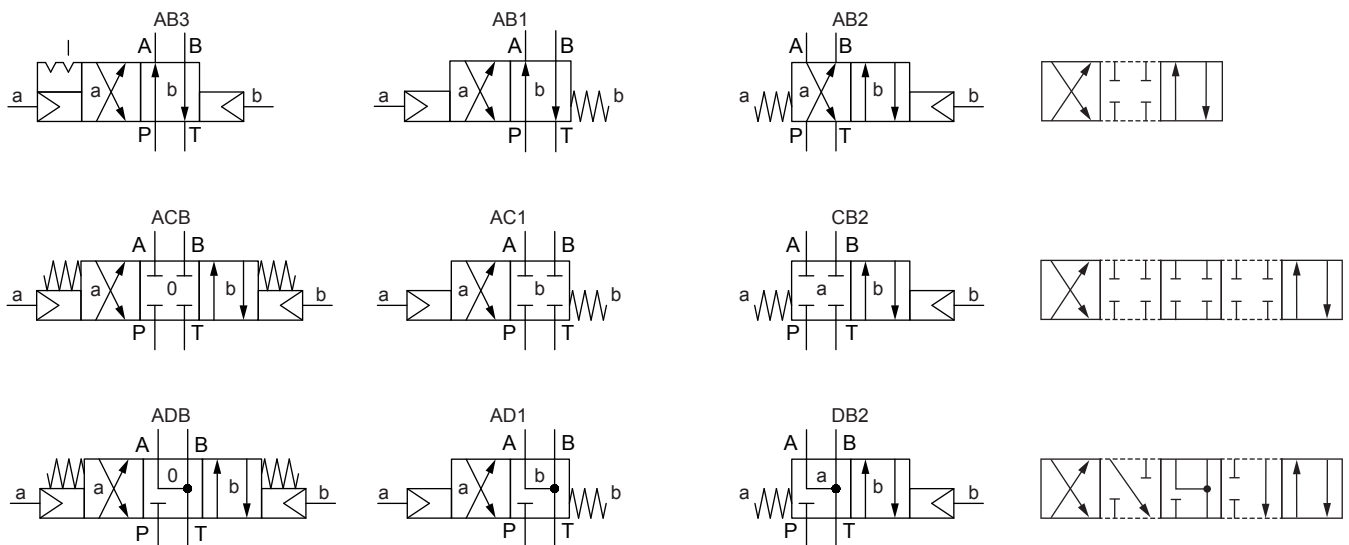 AB3 AB1 AB2
A B A B A B
a a b b a a b b a a b b
P T P T P T
ACB AC1 CB2
A B A B A B
a a 0 b b a a b b a a b b
P T P T P T
ADB AD1 DB2
A B A B A B
a a 0 b b a a b b a a b b
P T P T P T